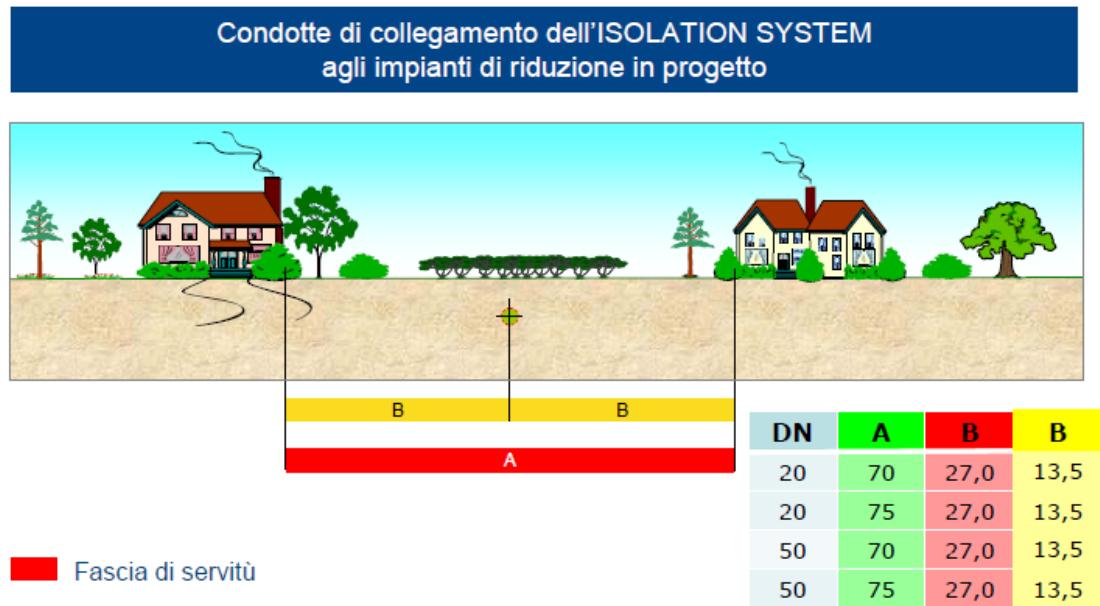 Condotte di collegamento dell'ISOLATION SYSTEM
agli impianti di riduzione in progetto
B B
A
DN A B B
20 70 27,0 13,5
20 75 27,0 13,5
50 70 27,0 13,5
50 75 27,0 13,5
Fascia di servitù